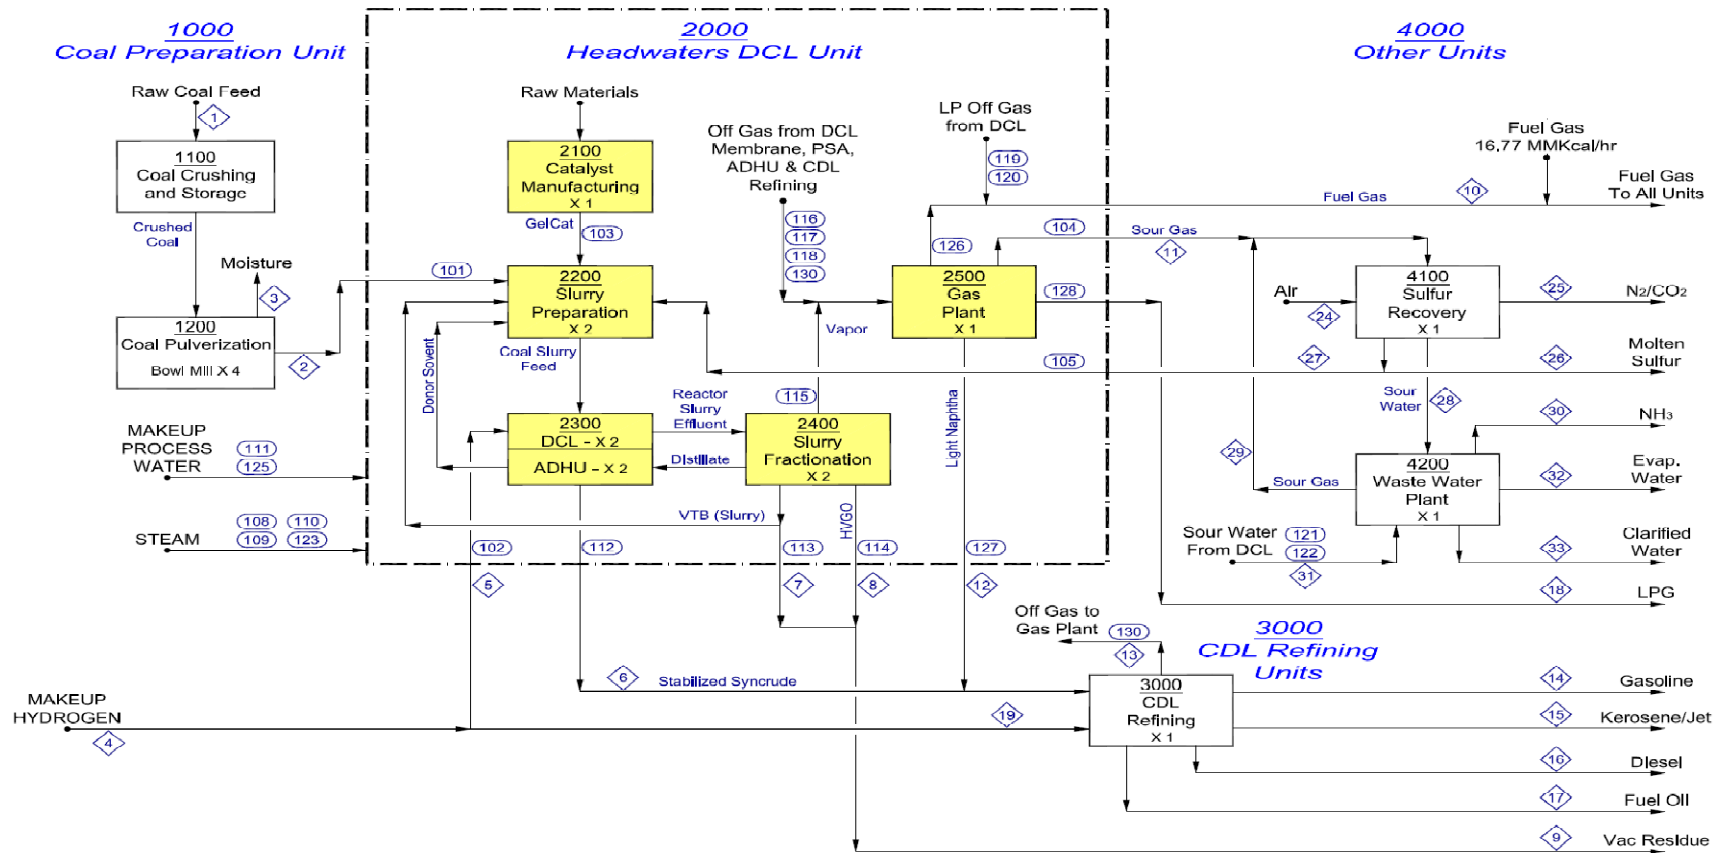 1000
Coal Preparation Unit
2000
Headwaters DCL Unit
4000
Other Units
Raw Coal Feed
1
1100
Coal Crushing
and Storage
Crushed
Coal
Moisture
3
1200
Coal Pulverization
Bowl Mill X 4
2
101
Raw Materials
2100
Catalyst
Manufacturing
X 1
GelCat
103
2200
Slurry
Preparation
X 2
Coal Slurry
Feed
Donor Sovent
2300
DCL - X 2
ADHU - X 2
Reactor
Slurry
Effluent
Distillate
2400
Slurry
Fractionation
X 2
115
Vapor
VTB (Slurry)
HVGO
Off Gas from DCL
Membrane, PSA,
ADHU & CDL
Refining
116
117
118
130
LP Off Gas
from DCL
119
120
126
104
2500
Gas
Plant
X 1
128
105
Light Naphtha
Sour Gas
11
Fuel Gas
10
Fuel Gas
16,77 MMKcal/hr
Fuel Gas
To All Units
Air
24
4100
Sulfur
Recovery
X 1
25
N2/CO2
27
26
Molten
Sulfur
Sour
Water
28
30
NH3
29
Sour Gas
4200
Waste Water
Plant
X 1
32
Evap.
Water
Sour Water
From DCL
121
122
31
33
Clarified
Water
18
LPG
MAKEUP
PROCESS
WATER
111
125
STEAM
108
110
109
123
102
112
113
114
127
5
7
8
12
Off Gas to
Gas Plant
130
13
3000
CDL Refining
Units
6
Stabilized Syncrude
3000
CDL
Refining
X 1
MAKEUP
HYDROGEN
4
19
14
Gasoline
15
Kerosene/Jet
16
Diesel
17
Fuel Oil
9
Vac Residue